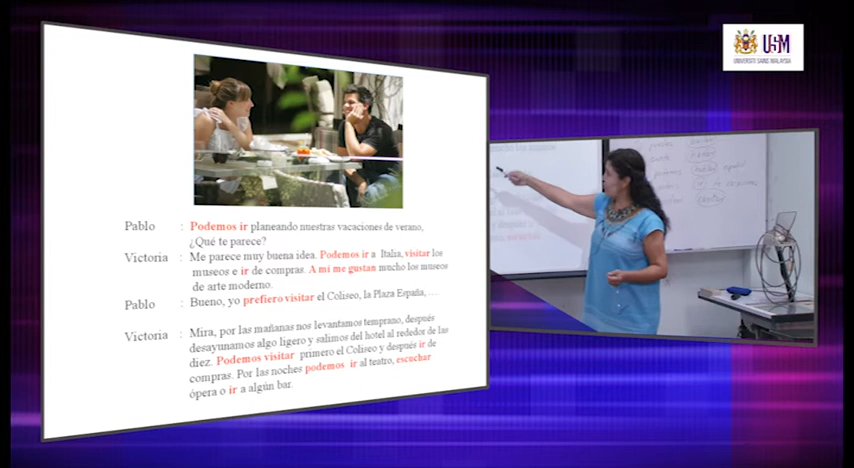 USM
UNIVERSITI SAINS MALAYSIA
Pablo : Podemos ir planeando nuestras vacaciones de verano,
¿Qué te parece?
Victoria : Me parece muy buena idea. Podemos ir a Italia, visitar los
museos e ir de compras. A mí me gustan mucho los museos
de arte moderno.
Pablo : Bueno, yo prefiero visitar el Coliseo, la Plaza España, ....
Victoria : Mira, por las mañanas nos levantamos temprano, después
desayunamos algo ligero y salimos del hotel al rededor de las
diez. Podemos visitar primero el Coliseo y después ir de
compras. Por las noches podemos ir al teatro, escuchar
ópera o ir a algún bar.
español